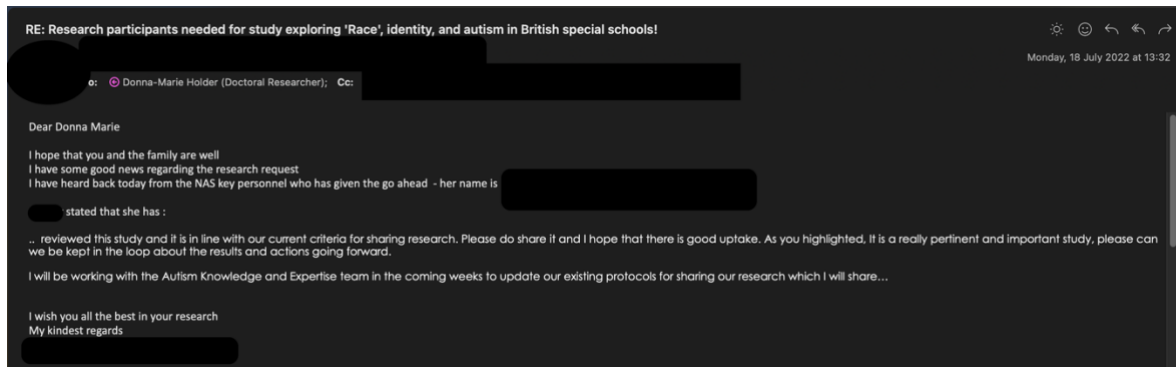 RE: Research participants needed for study exploring 'Race', identity, and autism in British special schools!
Monday, 18 July 2022 at 13:32
o: Donna-Marie Holder (Doctoral Researcher); Cc:
Dear Donna Marie
I hope that you and the family are well
I have some good news regarding the research request
I have heard back today from the NAS key personnel who has given the go ahead - her name is
stated that she has :
.. reviewed this study and it is in line with our current criteria for sharing research. Please do share it and I hope that there is good uptake. As you highlighted, It is a really pertinent and important study, please can
we be kept in the loop about the results and actions going forward.
I will be working with the Autism Knowledge and Expertise team in the coming weeks to update our existing protocols for sharing our research which I will share...
I wish you all the best in your research
My kindest regards